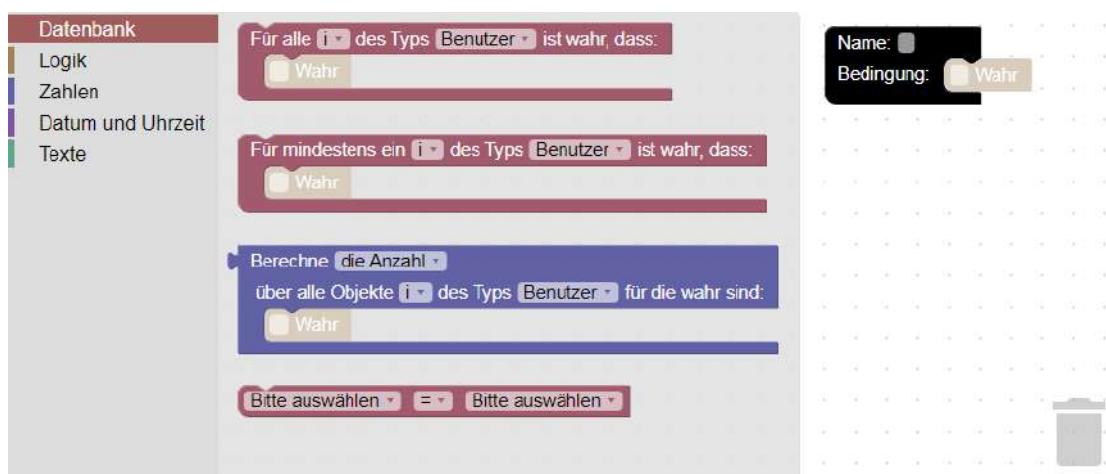 Datenbank
Logik
Zahlen
Datum und Uhrzeit
Texte
Für alle i des Typs Benutzer ist wahr, dass:
Wahr
Für mindestens ein i des Typs Benutzer ist wahr, dass:
Wahr
Berechne die Anzahl
über alle Objekte i des Typs Benutzer für die wahr sind:
Wahr
Bitte auswählen = Bitte auswählen
Name:
Bedingung: Wahr